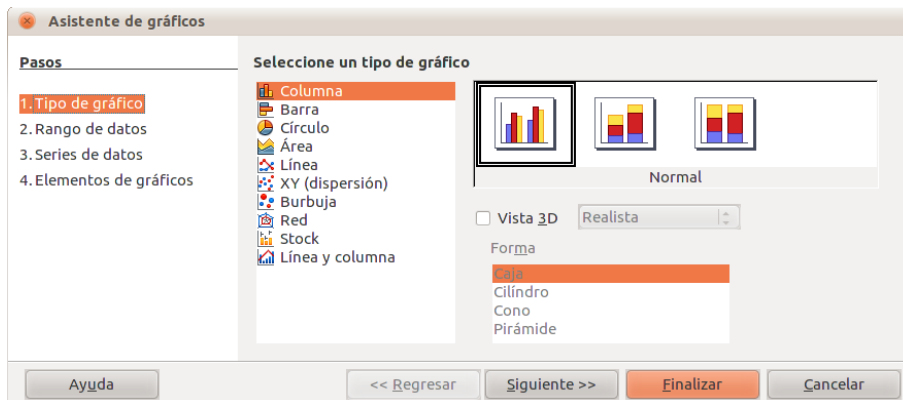 Asistente de gráficos
Pasos
1. Tipo de gráfico
2. Rango de datos
3. Series de datos
4. Elementos de gráficos
Seleccione un tipo de gráfico
Columna
Barra
Círculo
Área
Línea
XY (dispersión)
Burbuja
Red
Stock
Línea y columna
Normal
Vista 3D
Realista
Forma
Caja
Cilíndro
Cono
Pirámide
Ayuda
<< Regresar
Siguiente >>
Finalizar
Cancelar